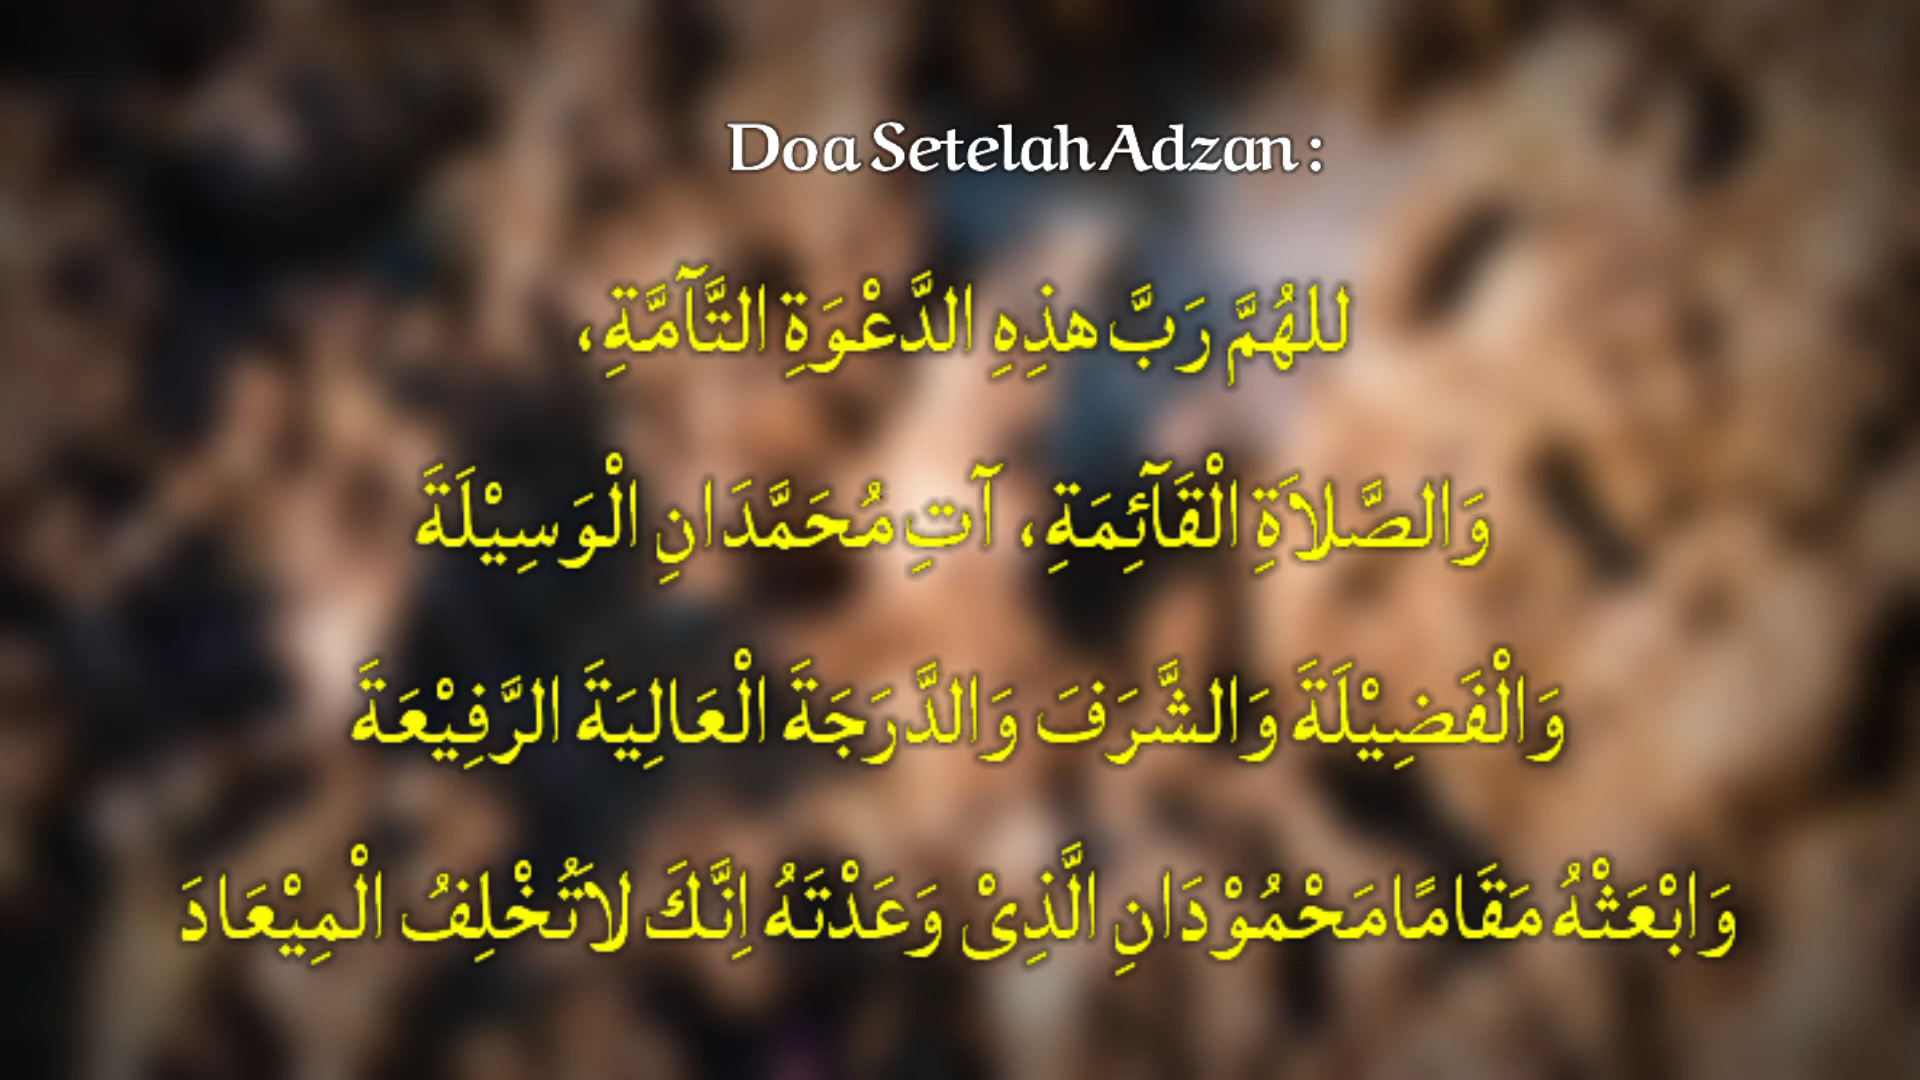 Doa Setelah Adzan :
للهُمَّ رَبَّ هذِهِ الدَّعْوَةِ التَّآمَّةِ،
وَالصَّلاَةِ الْقَآئِمَةِ، آتِ مُحَمَّدَانِ الْوَسِيْلَةَ
وَالْفَضِيْلَةَ وَالشَّرَفَ وَالدَّرَجَةَ الْعَالِيَةَ الرَّفِيْعَةَ
وَابْعَثْهُ مَقَامًا مَحْمُوْدَانِ الَّذِىْ وَعَدْتَهُ اِنَّكَ لاَتُخْلِفُ الْمِيْعَادَ